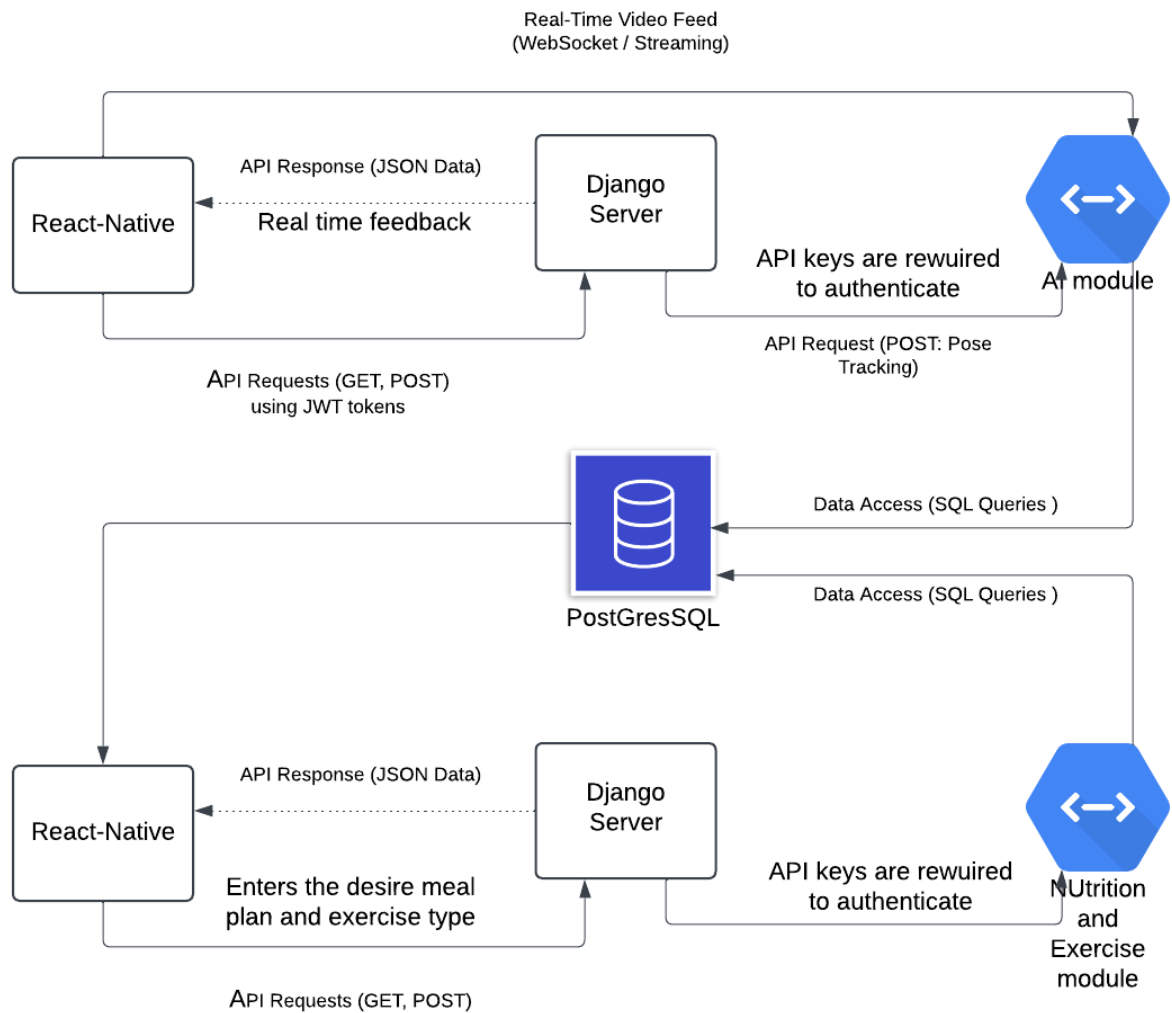 Real-Time Video Feed
(WebSocket / Streaming)
API Response (JSON Data)
Real time feedback
React-Native
Django
Server
API keys are rewuired
to authenticate
AI module
API Request (POST: Pose
Tracking)
API Requests (GET, POST)
using JWT tokens
Data Access (SQL Queries )
Data Access (SQL Queries )
PostGresSQL
API Response (JSON Data)
React-Native
Django
Server
Enters the desire meal
plan and exercise type
API keys are rewuired
to authenticate
NUtrition
and
Exercise
module
API Requests (GET, POST)